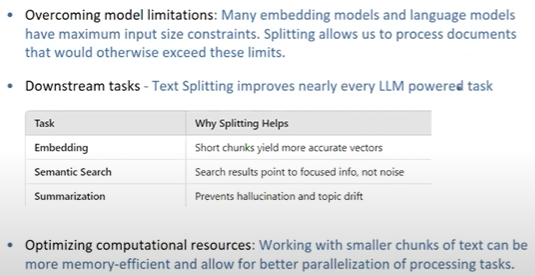 • Overcoming model limitations: Many embedding models and language models
have maximum input size constraints. Splitting allows us to process documents
that would otherwise exceed these limits.
• Downstream tasks - Text Splitting improves nearly every LLM powered task
Task Why Splitting Helps
Embedding Short chunks yield more accurate vectors
Semantic Search Search results point to focused info, not noise
Summarization Prevents hallucination and topic drift
• Optimizing computational resources: Working with smaller chunks of text can be
more memory-efficient and allow for better parallelization of processing tasks.